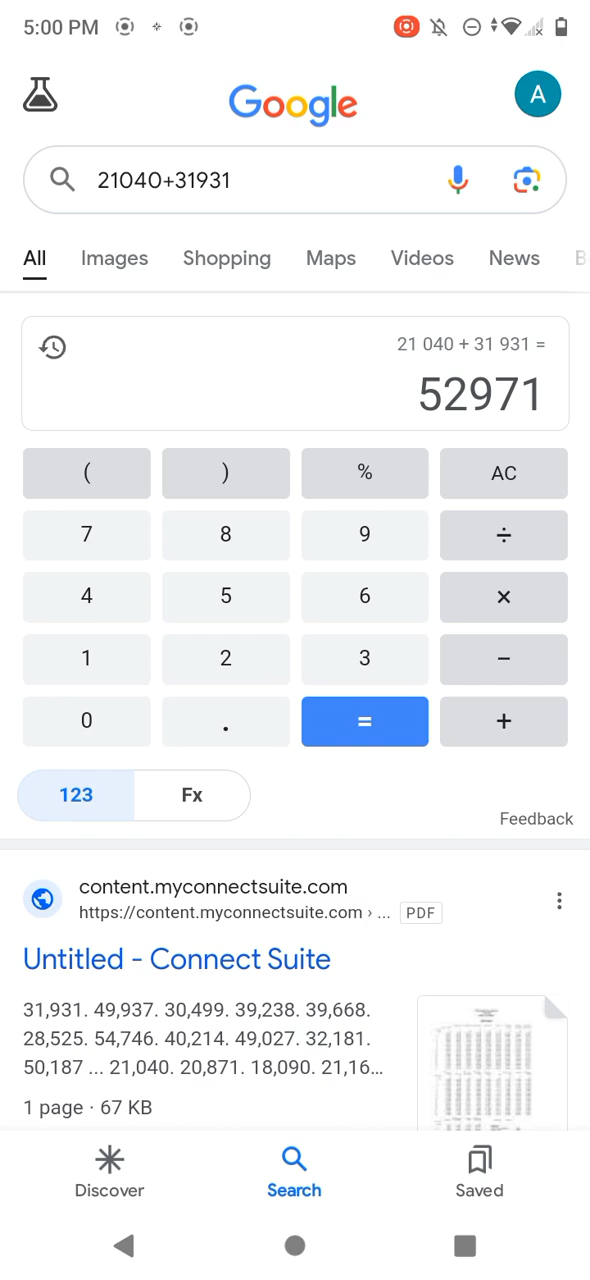 5:00 PM
Google
A
21040+31931
All Images Shopping Maps Videos News B
21 040 + 31 931 =
52971
( ) % AC
7 8 9 ÷
4 5 6 ×
1 2 3 −
0 . = +
123 Fx
Feedback
content.myconnectsuite.com
https://content.myconnectsuite.com › ... PDF
Untitled - Connect Suite
31,931. 49,937. 30,499. 39,238. 39,668.
28,525. 54,746. 40,214. 49,027. 32,181.
50,187 ... 21,040. 20,871. 18,090. 21,16...
1 page · 67 KB
Discover Search Saved